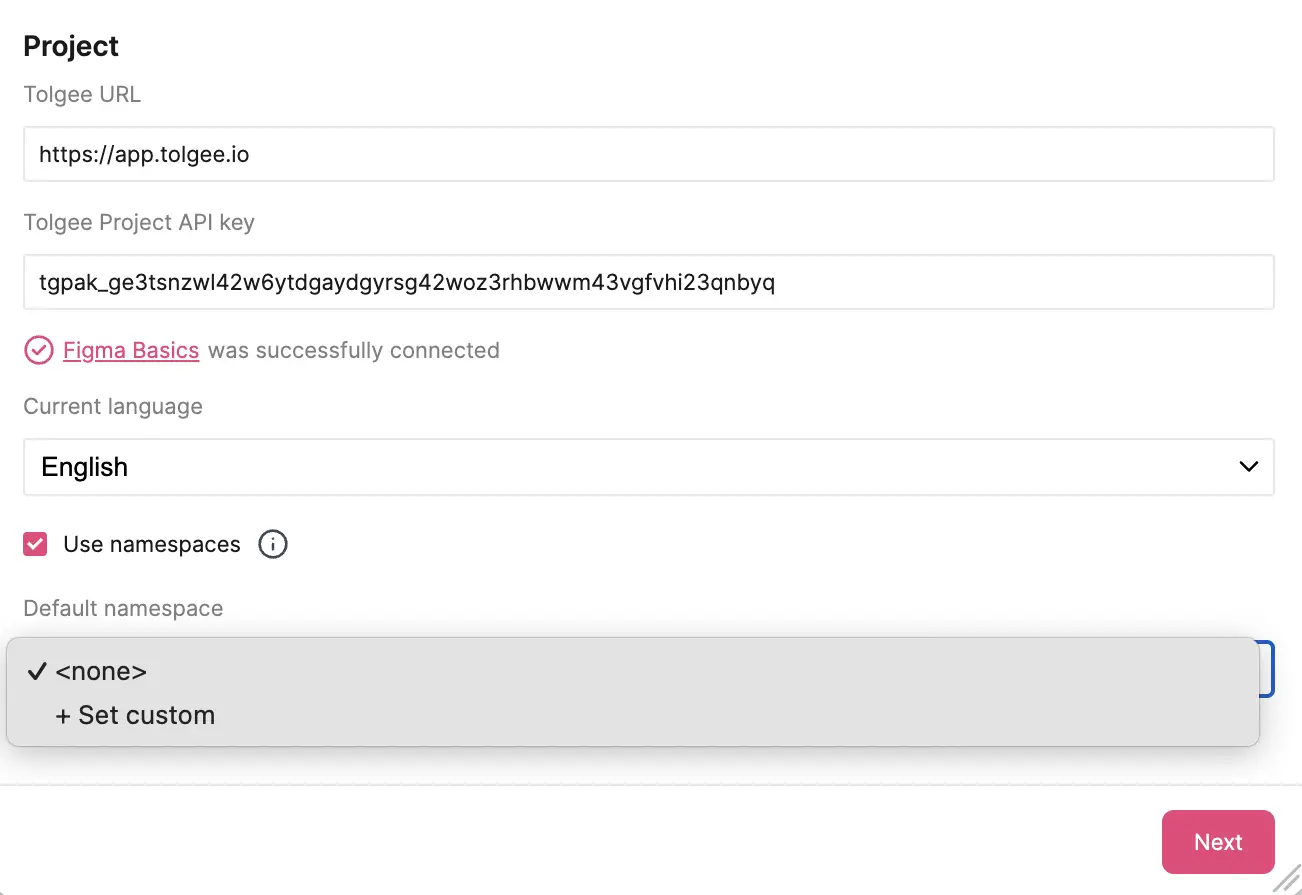 Project
Tolgee URL
https://app.tolgee.io
Tolgee Project API key
tgpak_ge3tsnzwl42w6ytdgaydgyrsg42woz3rhbwwm43vgfvhi23qnbyq
Figma Basics was successfully connected
Current language
English
Use namespaces
Default namespace
<none>
+ Set custom
Next